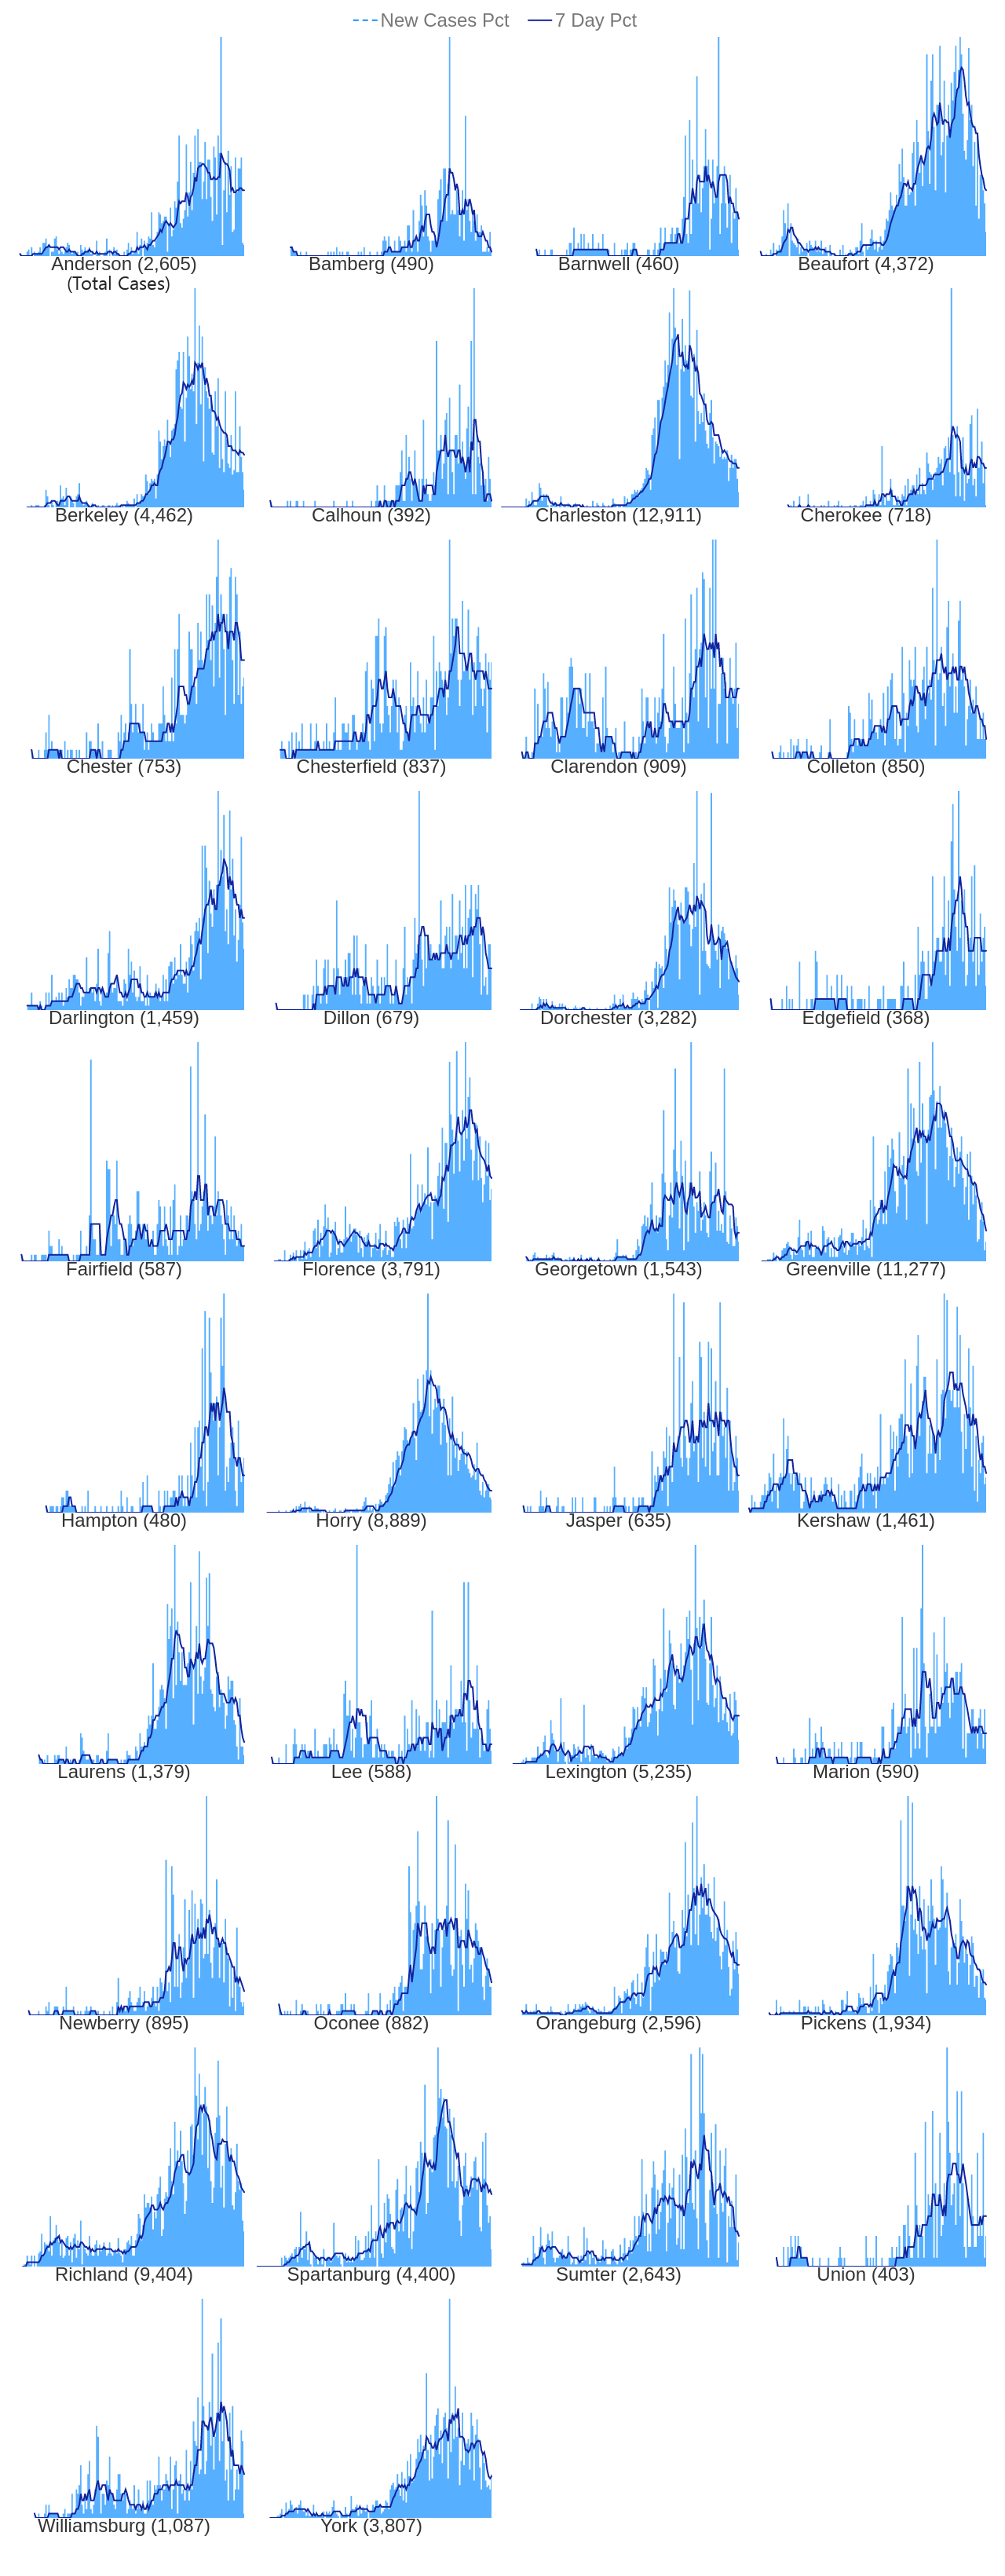 New Cases Pct 7 Day Pct
Anderson (2,605) Bamberg (490) Barnwell (460) Beaufort (4,372)
(Total Cases)
Berkeley (4,462) Calhoun (392) Charleston (12,911) Cherokee (718)
Chester (753) Chesterfield (837) Clarendon (909) Colleton (850)
Darlington (1,459) Dillon (679) Dorchester (3,282) Edgefield (368)
Fairfield (587) Florence (3,791) Georgetown (1,543) Greenville (11,277)
Hampton (480) Horry (8,889) Jasper (635) Kershaw (1,461)
Laurens (1,379) Lee (588) Lexington (5,235) Marion (590)
Newberry (895) Oconee (882) Orangeburg (2,596) Pickens (1,934)
Richland (9,404) Spartanburg (4,400) Sumter (2,643) Union (403)
Williamsburg (1,087) York (3,807)